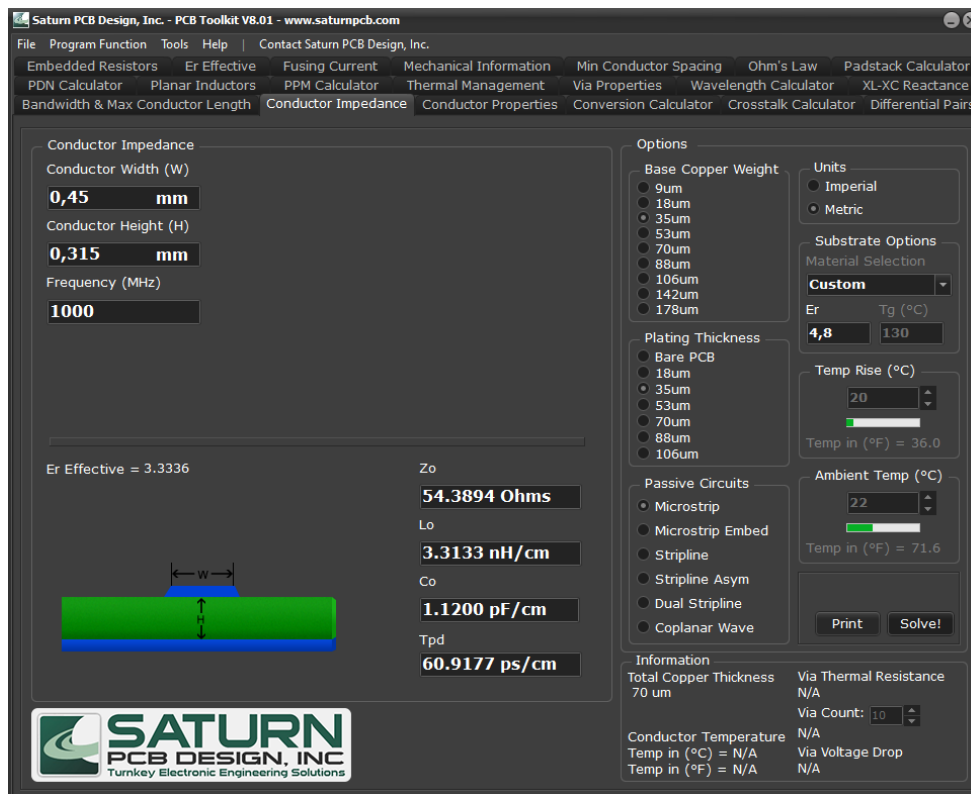 Saturn PCB Design, Inc. - PCB Toolkit V8.01 - www.saturnpcb.com
File Program Function Tools Help | Contact Saturn PCB Design, Inc.
Embedded Resistors Er Effective Fusing Current Mechanical Information Min Conductor Spacing Ohm's Law Padstack Calculator
PDN Calculator Planar Inductors PPM Calculator Thermal Management Via Properties Wavelength Calculator XL-XC Reactance
Bandwidth & Max Conductor Length Conductor Impedance Conductor Properties Conversion Calculator Crosstalk Calculator Differential Pairs
Conductor Impedance
Conductor Width (W)
0,45 mm
Conductor Height (H)
0,315 mm
Frequency (MHz)
1000
Er Effective = 3.3336
Zo
54.3894 Ohms
Lo
3.3133 nH/cm
Co
1.1200 pF/cm
Tpd
60.9177 ps/cm
W
H
Options
Base Copper Weight
9um
18um
35um
53um
70um
88um
106um
142um
178um
Plating Thickness
Bare PCB
18um
35um
53um
70um
88um
106um
Passive Circuits
Microstrip
Microstrip Embed
Stripline
Stripline Asym
Dual Stripline
Coplanar Wave
Units
Imperial
Metric
Substrate Options
Material Selection
Custom
Er Tg (°C)
4,8 130
Temp Rise (°C)
20
Temp in (°F) = 36.0
Ambient Temp (°C)
22
Temp in (°F) = 71.6
Print Solve!
Information
Total Copper Thickness
70 um
Conductor Temperature
Temp in (°C) = N/A
Temp in (°F) = N/A
Via Thermal Resistance
N/A
Via Count: 10
N/A
Via Voltage Drop
N/A
SATURN
PCB DESIGN, INC
Turnkey Electronic Engineering Solutions